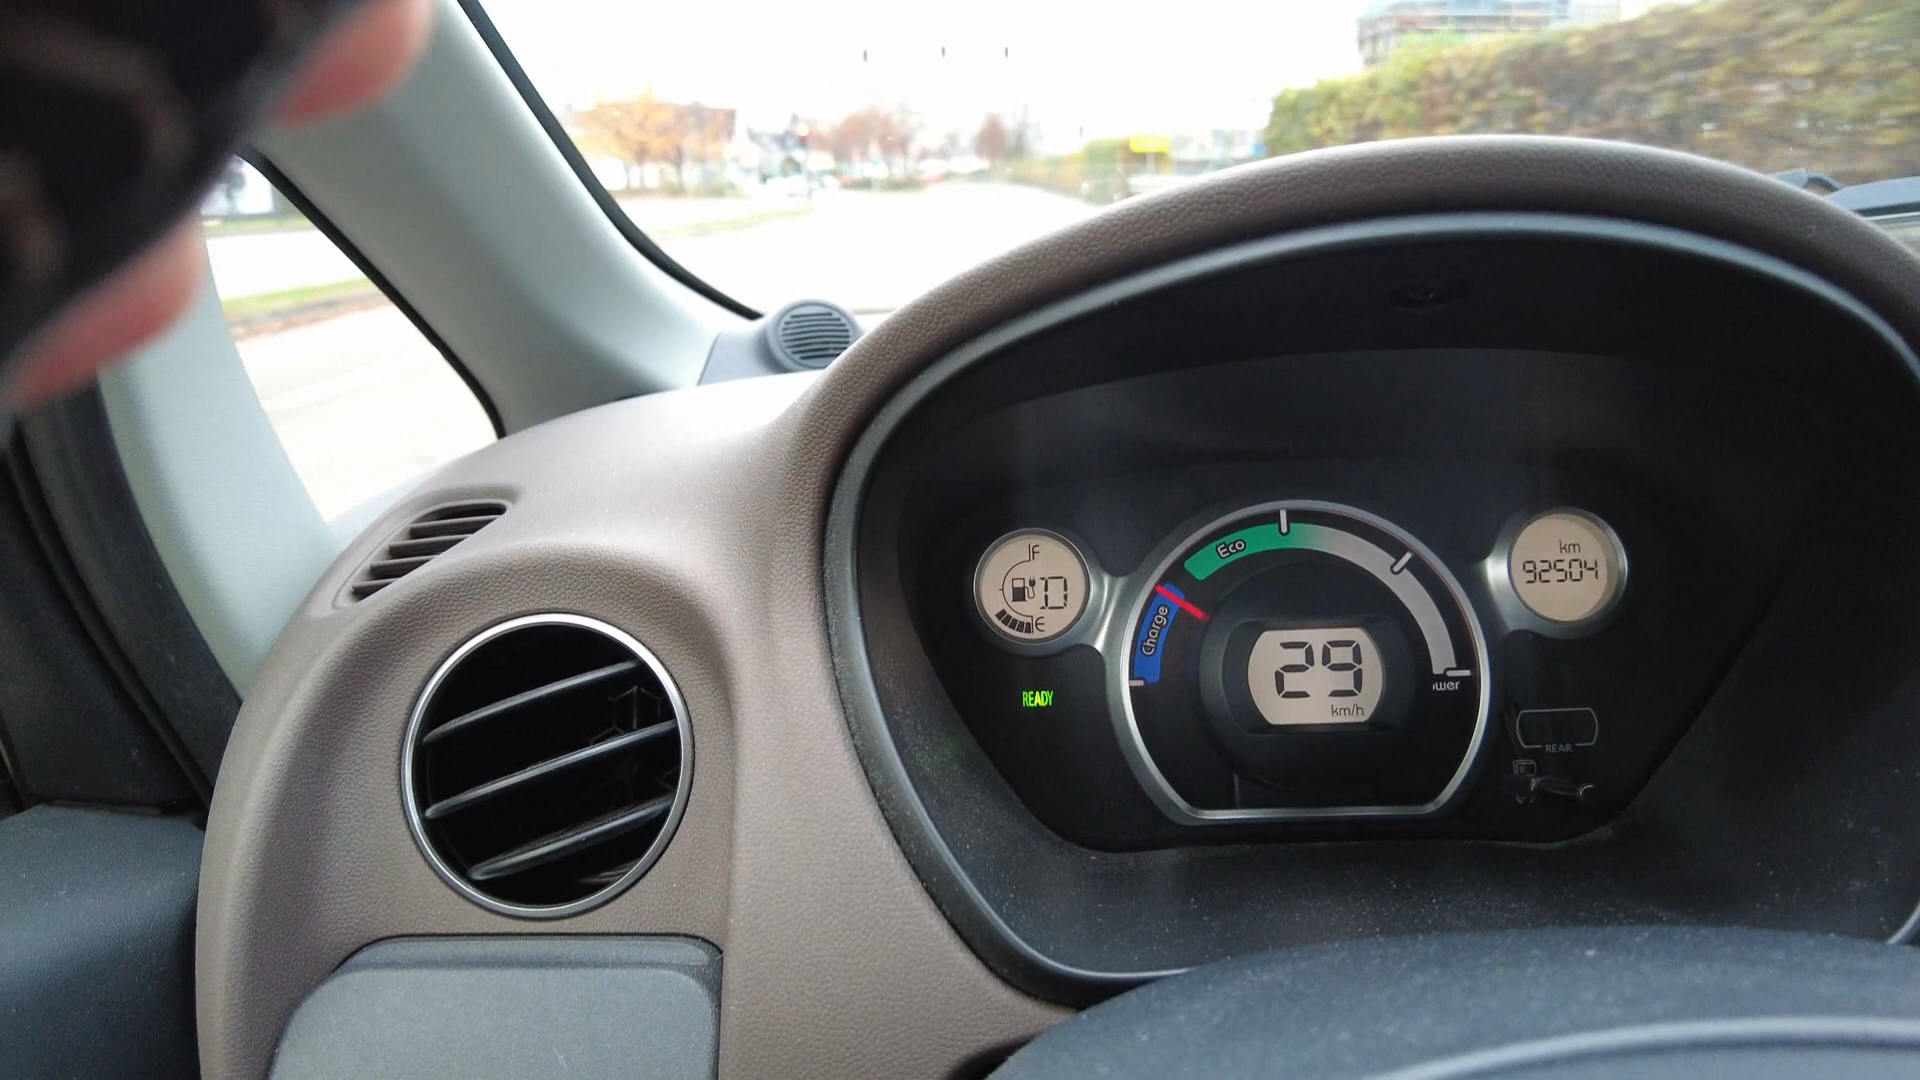 F
D
E
READY
Charge
Eco
29
km/h
ower
km
92504
REAR